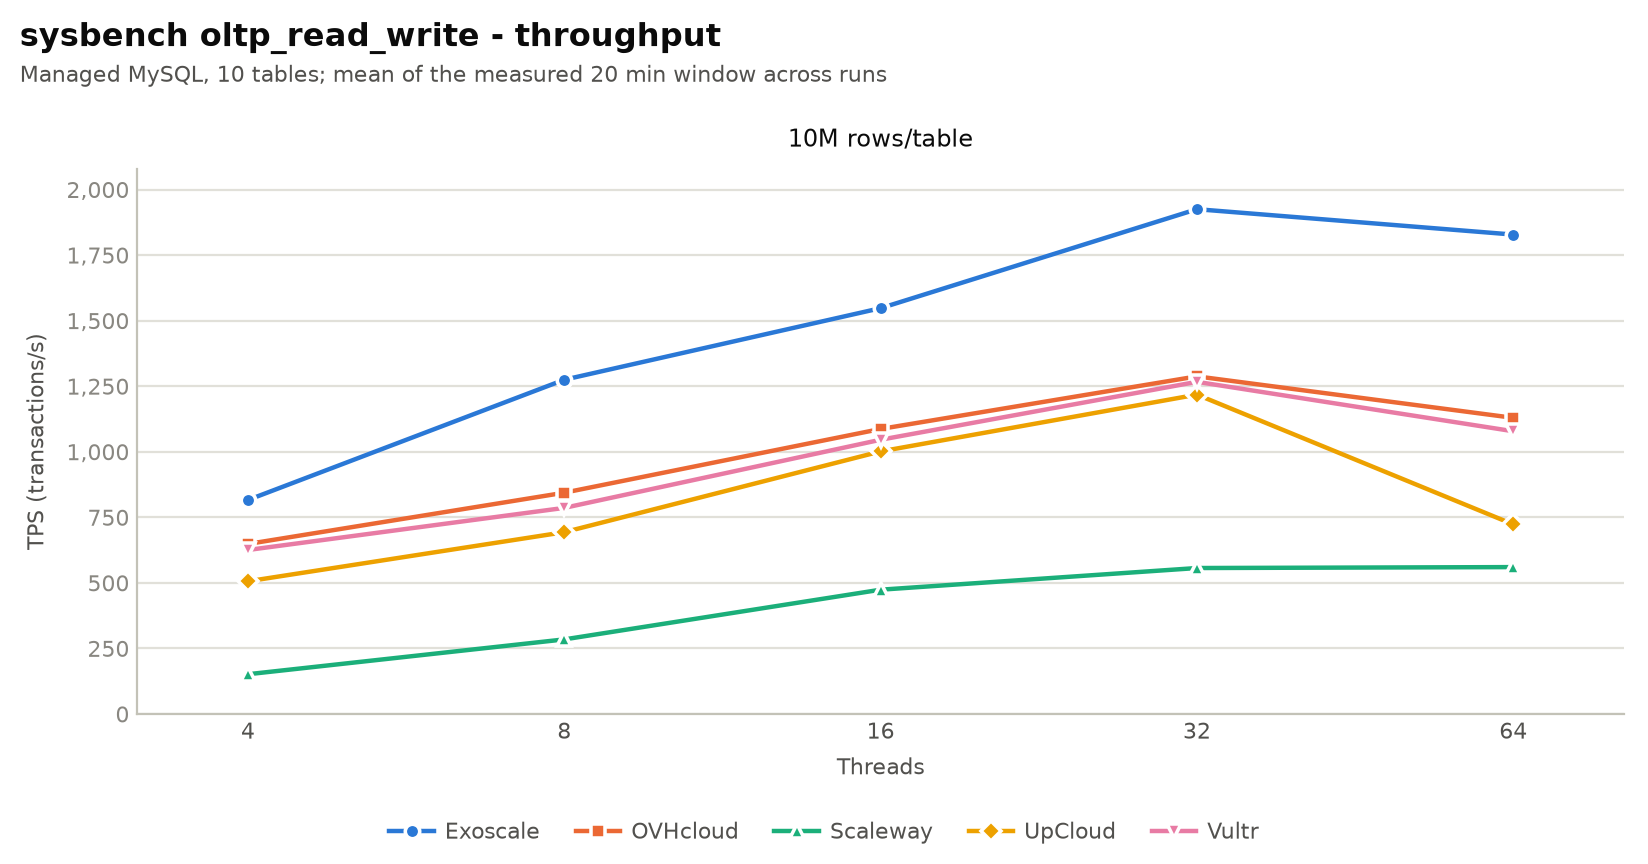 sysbench oltp_read_write - throughput
Managed MySQL, 10 tables; mean of the measured 20 min window across runs
10M rows/table
TPS (transactions/s)
2,000
1,750
1,500
1,250
1,000
750
500
250
0
4 8 16 32 64
Threads
Exoscale OVHcloud Scaleway UpCloud Vultr